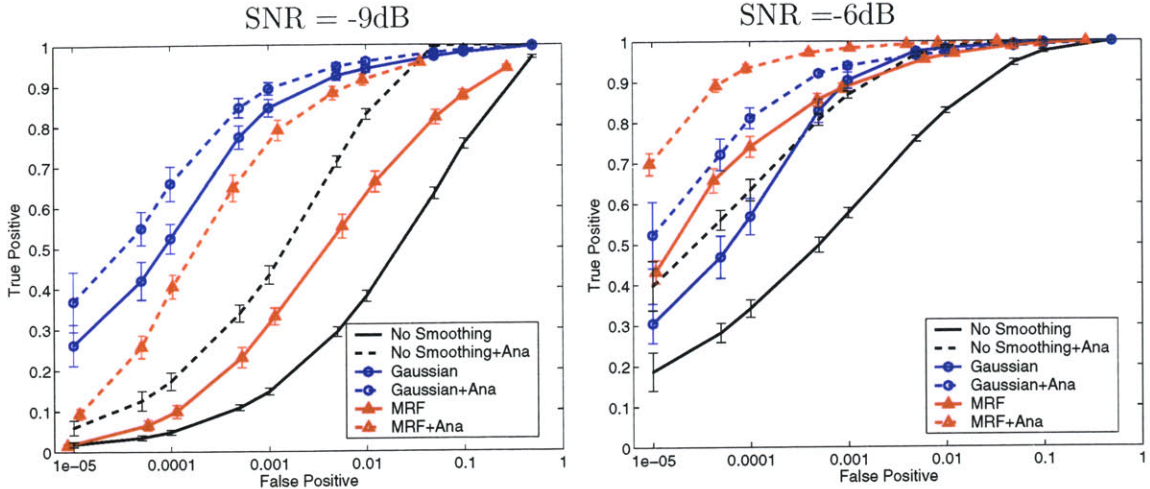 SNR = -9dB
1
0.9
0.8
0.7
0.6
0.5
0.4
0.3
0.2
0.1
0
True Positive
1e-05
0.0001
0.001
0.01
0.1
1
False Positive
No Smoothing
No Smoothing+Ana
Gaussian
Gaussian+Ana
MRF
MRF+Ana
SNR =-6dB
1
0.9
0.8
0.7
0.6
0.5
0.4
0.3
0.2
0.1
0
True Positive
1e-05
0.0001
0.001
0.01
0.1
1
False Positive
No Smoothing
No Smoothing+Ana
Gaussian
Gaussian+Ana
MRF
MRF+Ana